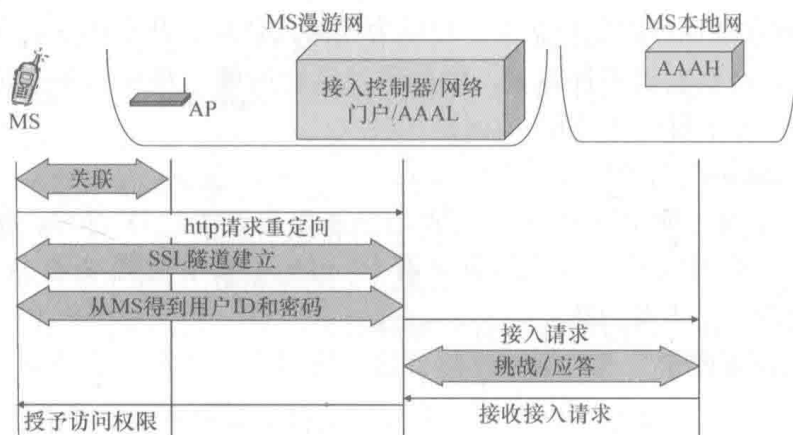 MS漫游网
MS本地网
MS
AP
接入控制器/网络
门户/AAAL
AAAH
关联
http请求重定向
SSL隧道建立
从MS得到用户ID和密码
接入请求
挑战/应答
接收接入请求
授予访问权限